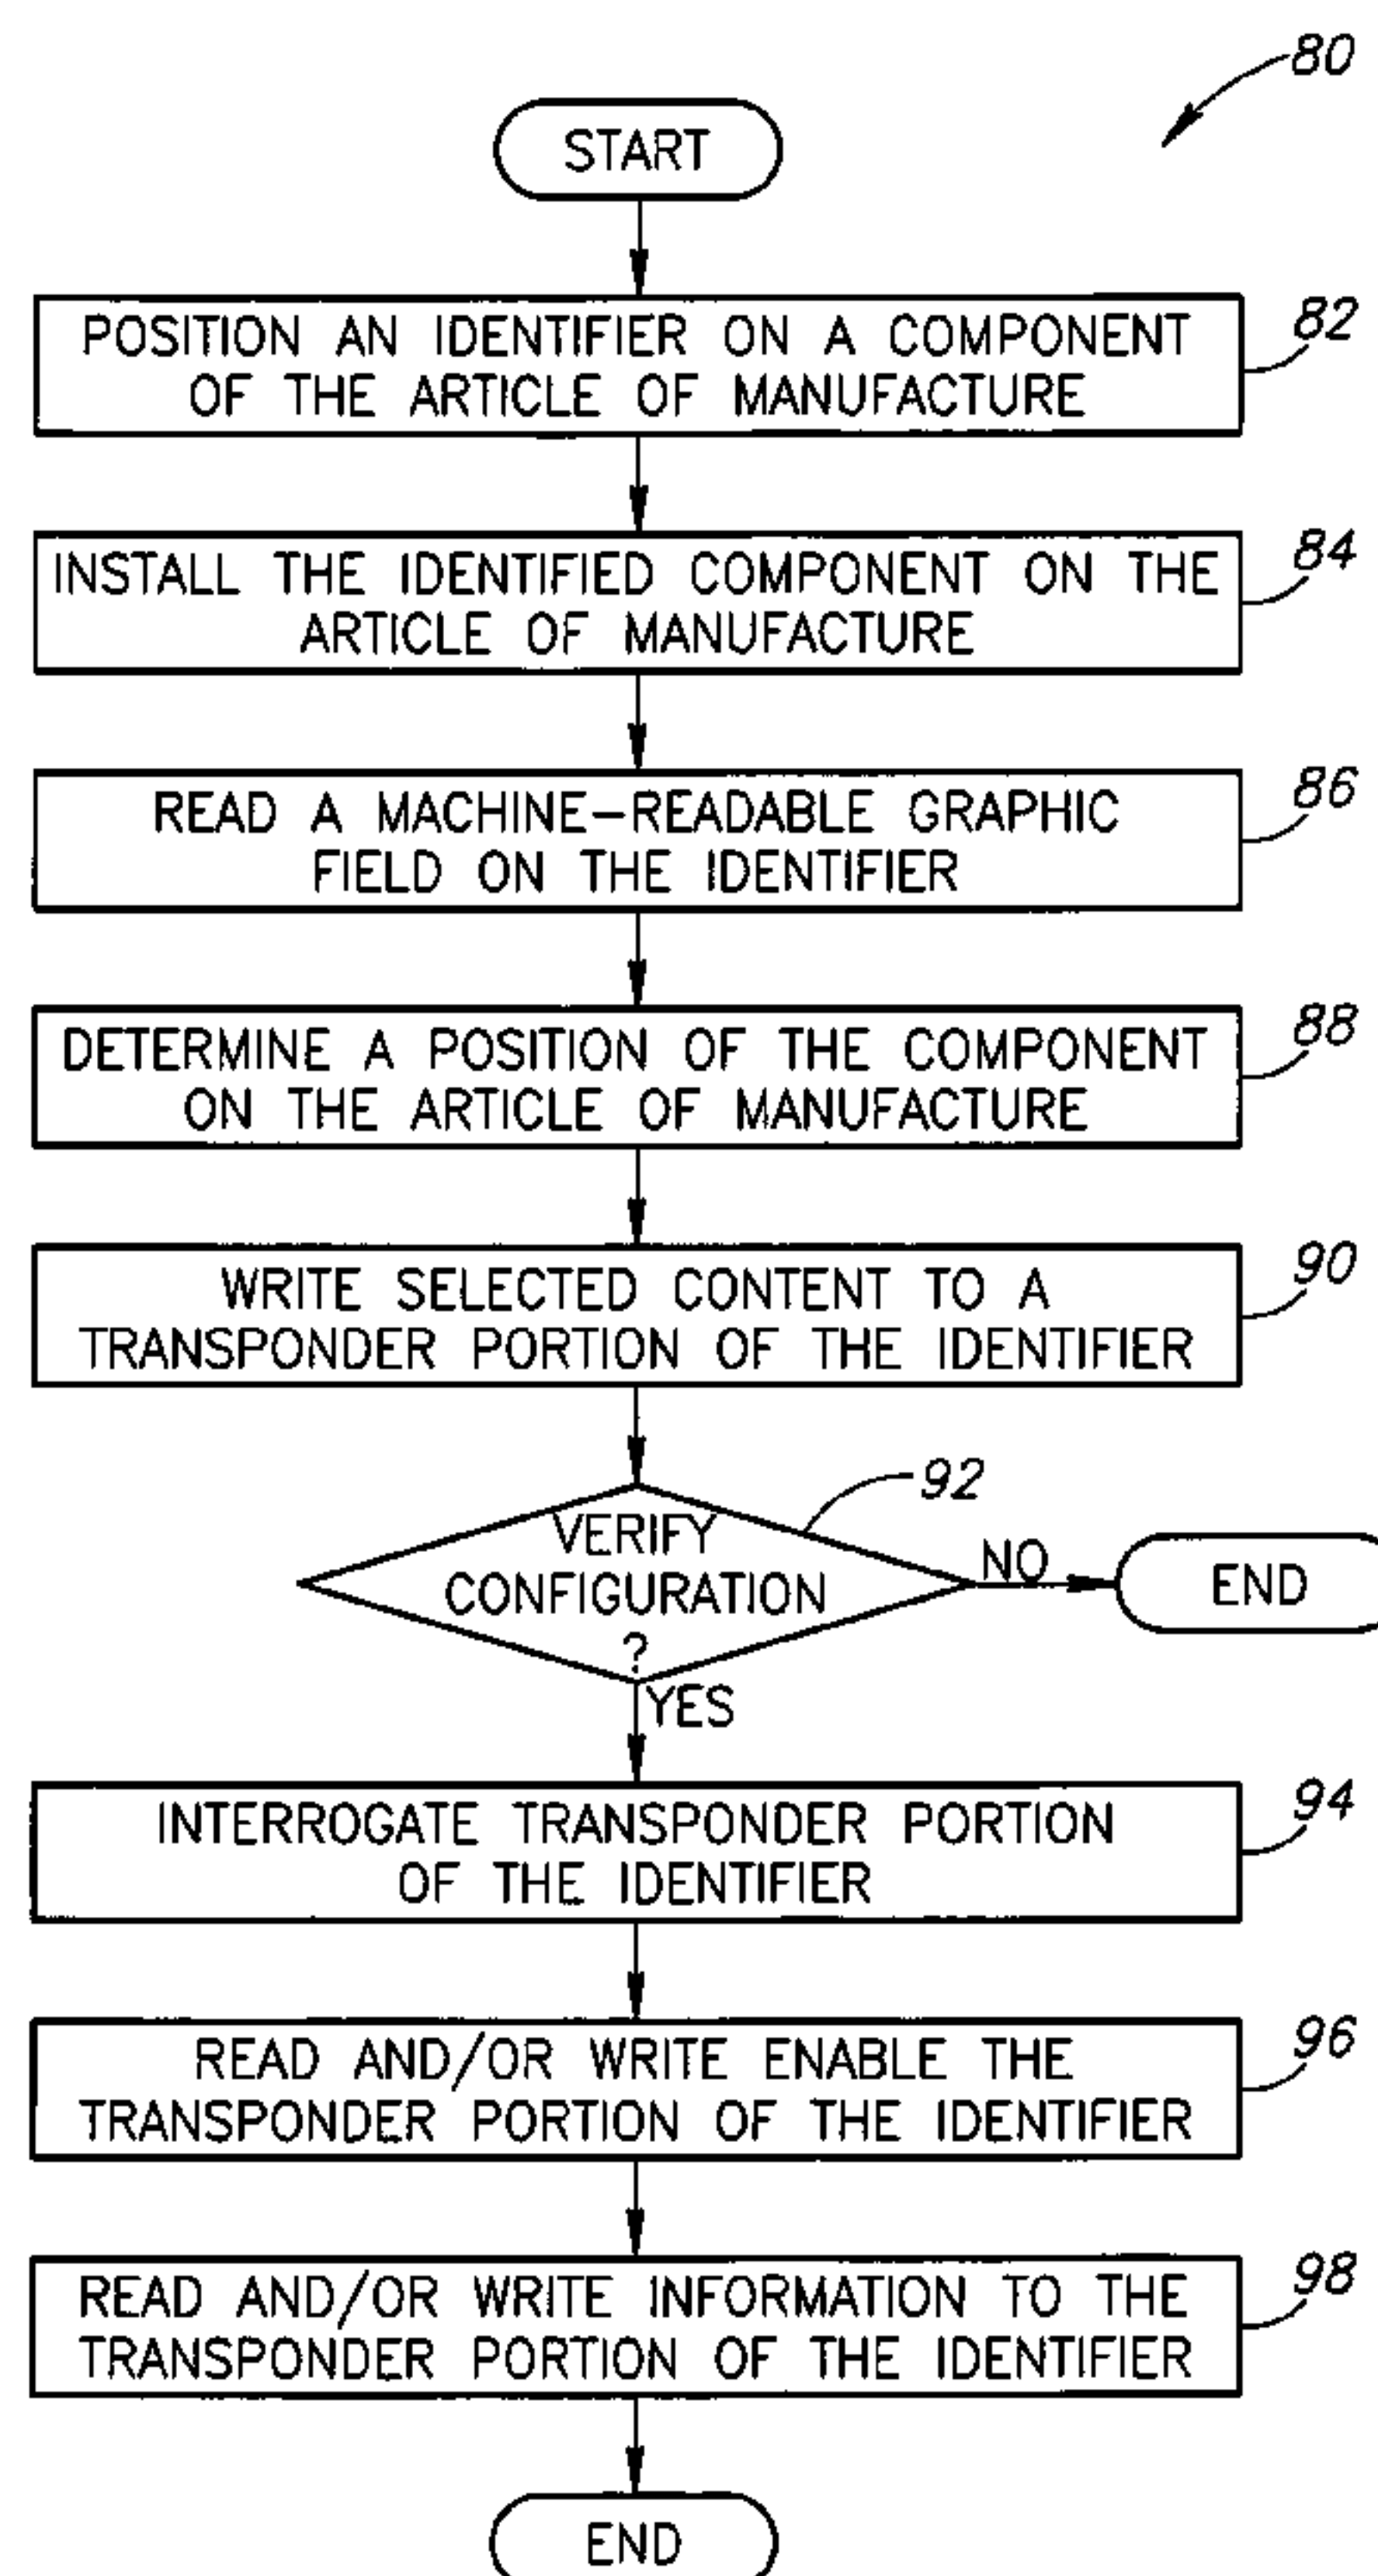 80
START
POSITION AN IDENTIFIER ON A COMPONENT
OF THE ARTICLE OF MANUFACTURE
82
INSTALL THE IDENTIFIED COMPONENT ON THE
ARTICLE OF MANUFACTURE
84
READ A MACHINE-READABLE GRAPHIC
FIELD ON THE IDENTIFIER
86
DETERMINE A POSITION OF THE COMPONENT
ON THE ARTICLE OF MANUFACTURE
88
WRITE SELECTED CONTENT TO A
TRANSPONDER PORTION OF THE IDENTIFIER
90
VERIFY
CONFIGURATION
?
92
NO
END
YES
INTERROGATE TRANSPONDER PORTION
OF THE IDENTIFIER
94
READ AND/OR WRITE ENABLE THE
TRANSPONDER PORTION OF THE IDENTIFIER
96
READ AND/OR WRITE INFORMATION TO THE
TRANSPONDER PORTION OF THE IDENTIFIER
98
END